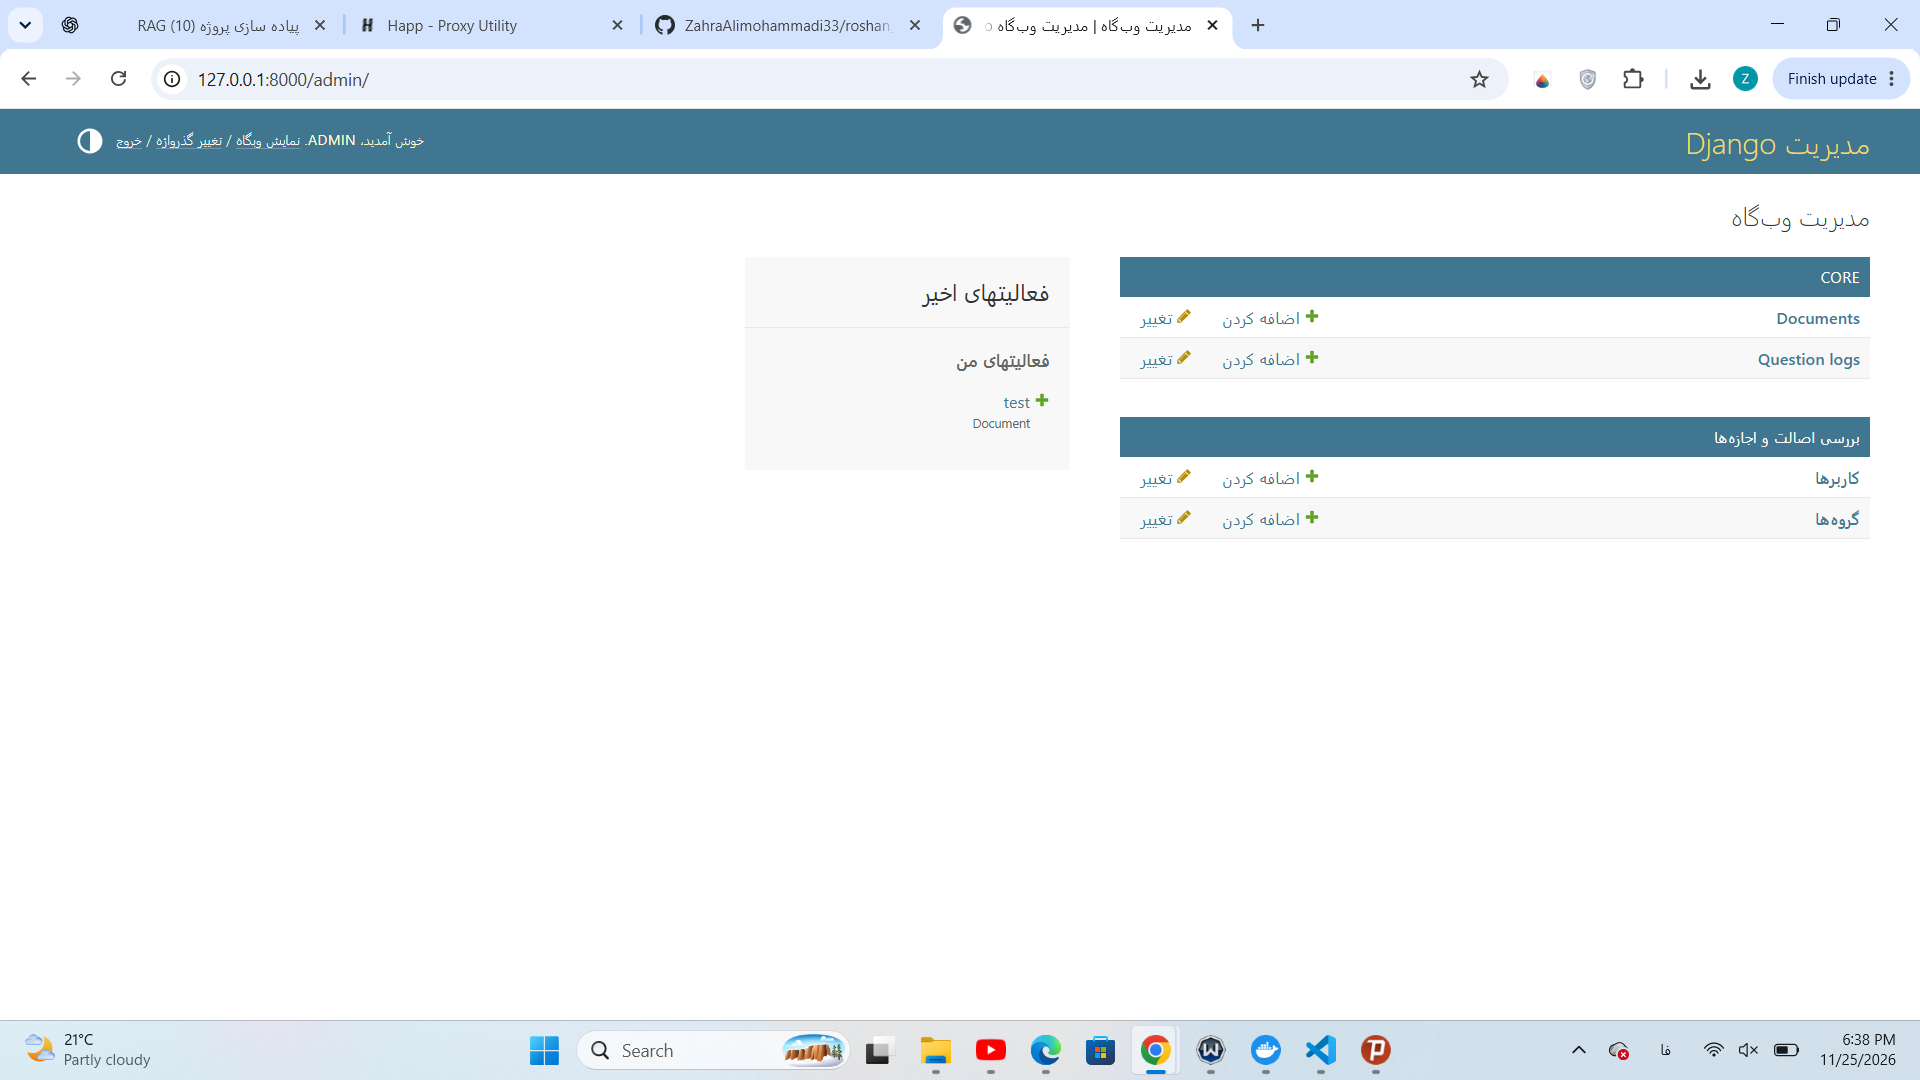 پیاده سازی پروژه RAG (10)
Happ - Proxy Utility
ZahraAlimohammadi33/roshan_
مدیریت وب‌گاه | مدیریت وب‌گاه
127.0.0.1:8000/admin/
Z
Finish update
مدیریت Django
خوش آمدید، ADMIN. نمایش وبگاه / تغییر گذرواژه / خروج
مدیریت وب‌گاه
CORE
Documents اضافه کردن تغییر
Question logs اضافه کردن تغییر
بررسی اصالت و اجازه‌ها
کاربرها اضافه کردن تغییر
گروه‌ها اضافه کردن تغییر
فعالیتهای اخیر
فعالیتهای من
test
Document
21°C
Partly cloudy
Search
فا
6:38 PM
11/25/2026